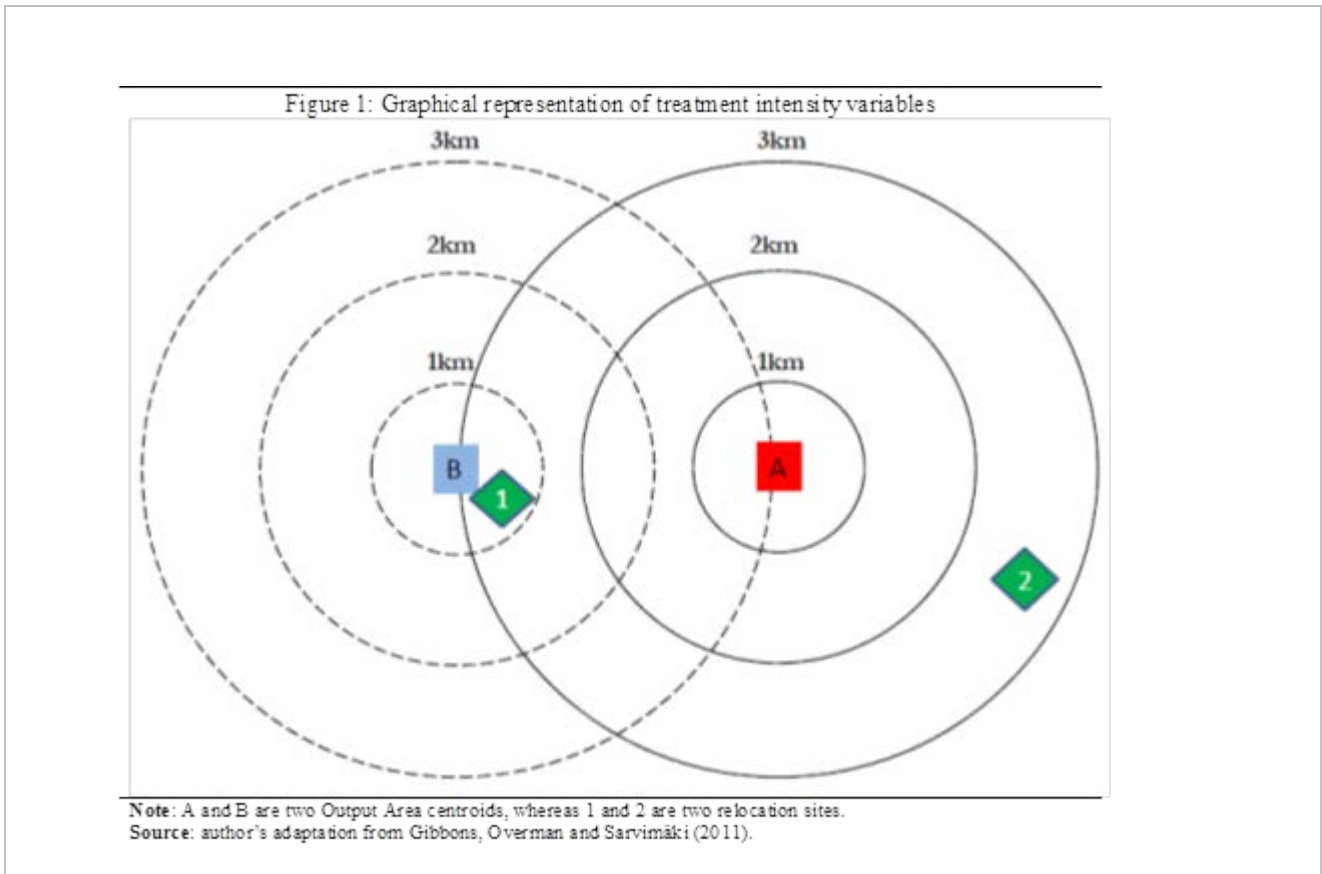 Figure 1: Graphical representation of treatment intensity variables
3km 3km
2km 2km
1km 1km
B A
1
2
Note: A and B are two Output Area centroids, whereas 1 and 2 are two relocation sites.
Source: author's adaptation from Gibbons, Overman and Sarvimäki (2011).